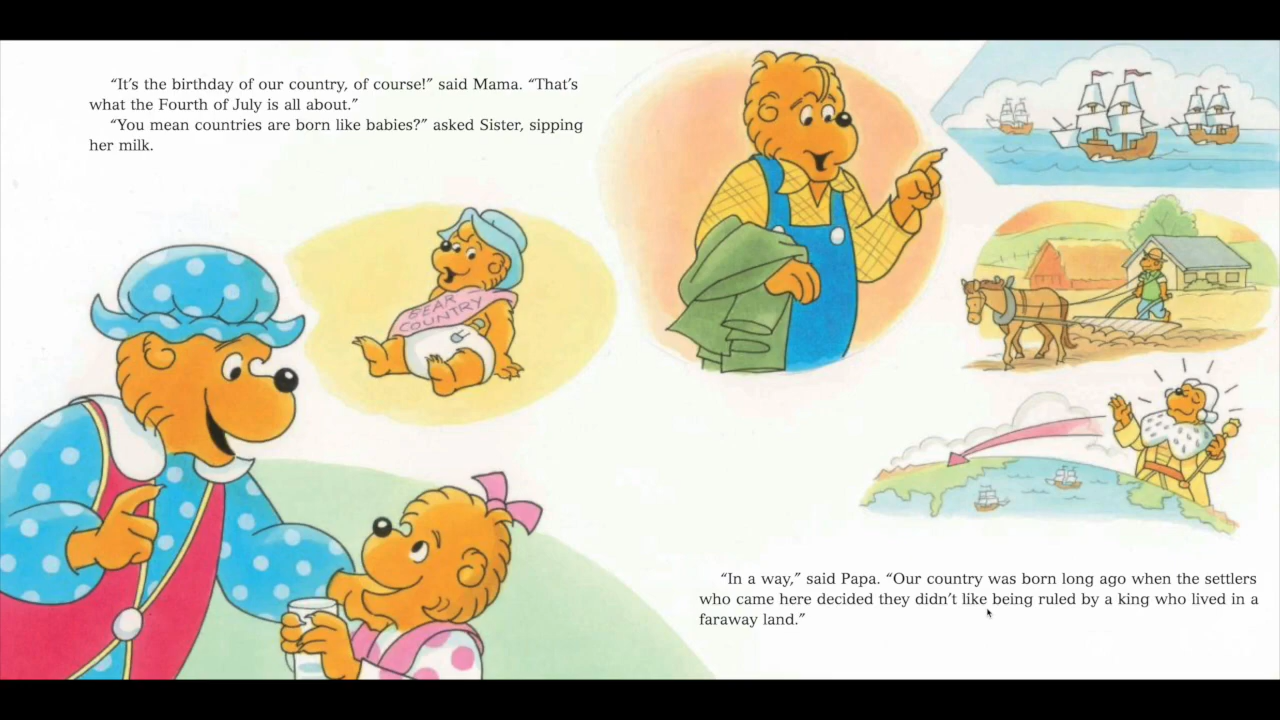 “It’s the birthday of our country, of course!” said Mama. “That’s
what the Fourth of July is all about.”
“You mean countries are born like babies?” asked Sister, sipping
her milk.
BEAR
COUNTRY
“In a way,” said Papa. “Our country was born long ago when the settlers
who came here decided they didn’t like being ruled by a king who lived in a
faraway land.”